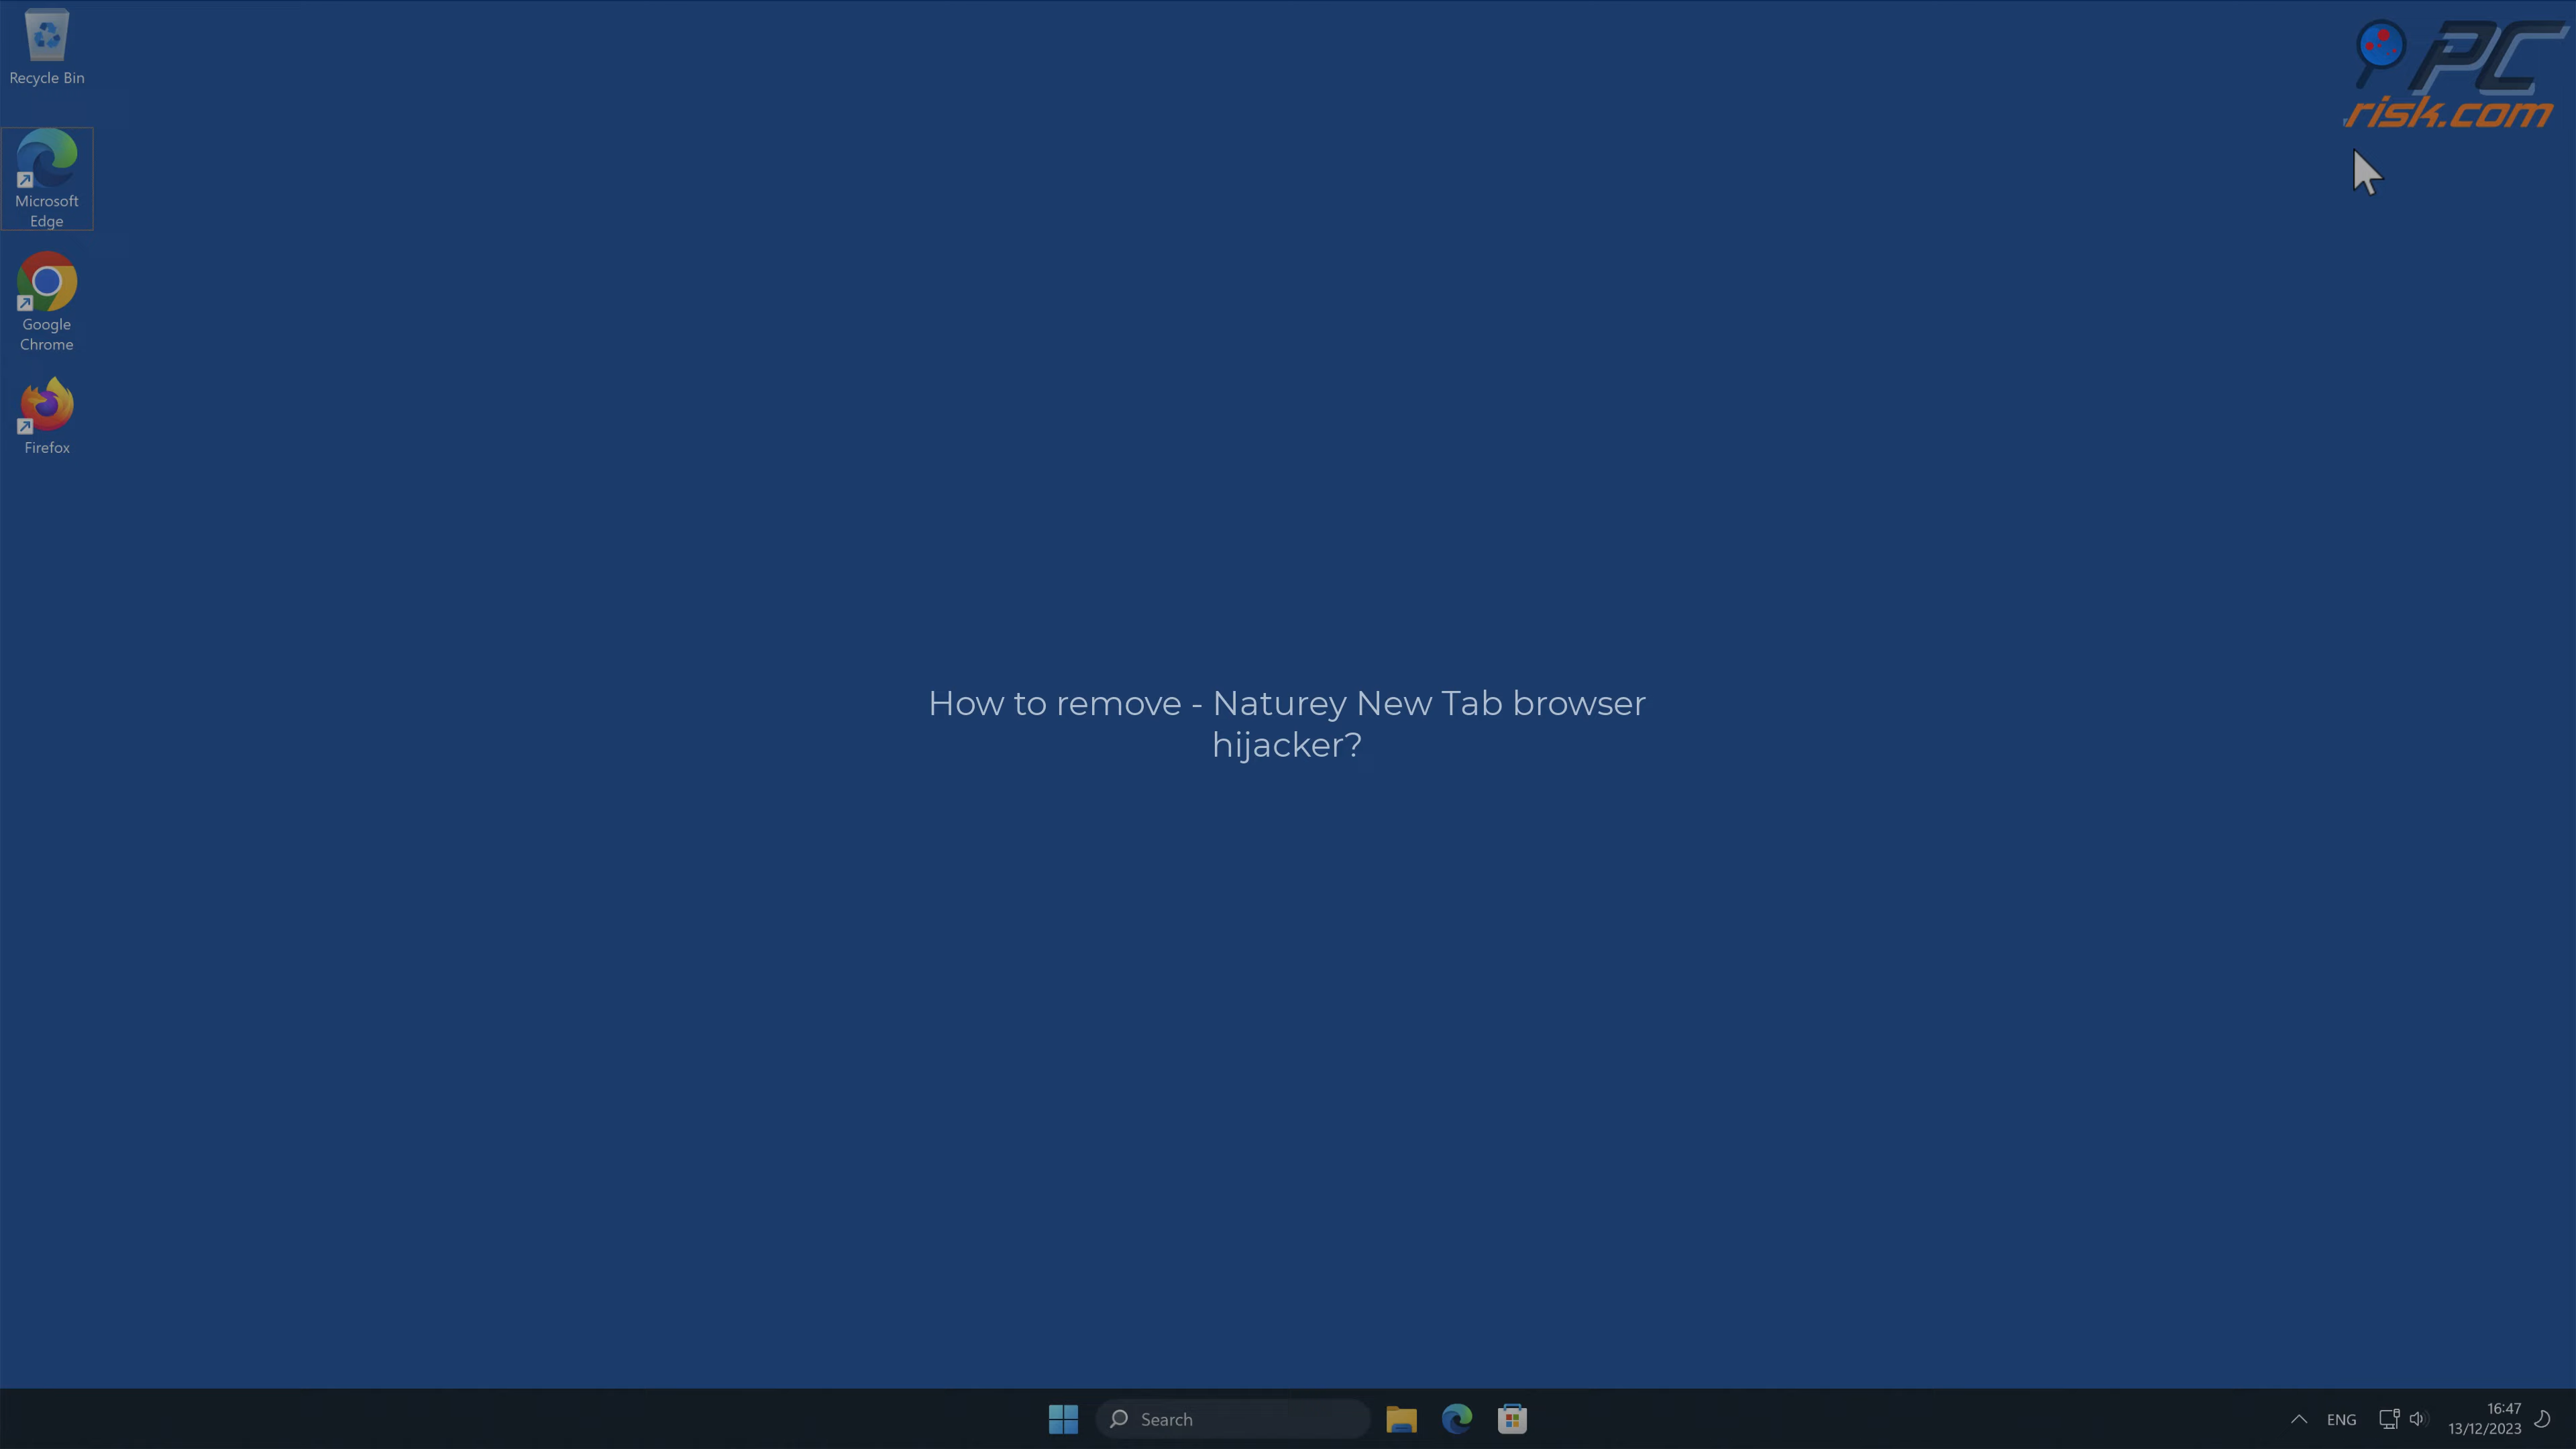 Recycle Bin
PC
risk.com
Microsoft
Edge
Google
Chrome
Firefox
How to remove - Naturey New Tab browser
hijacker?
Search
ENG
16:47
13/12/2023